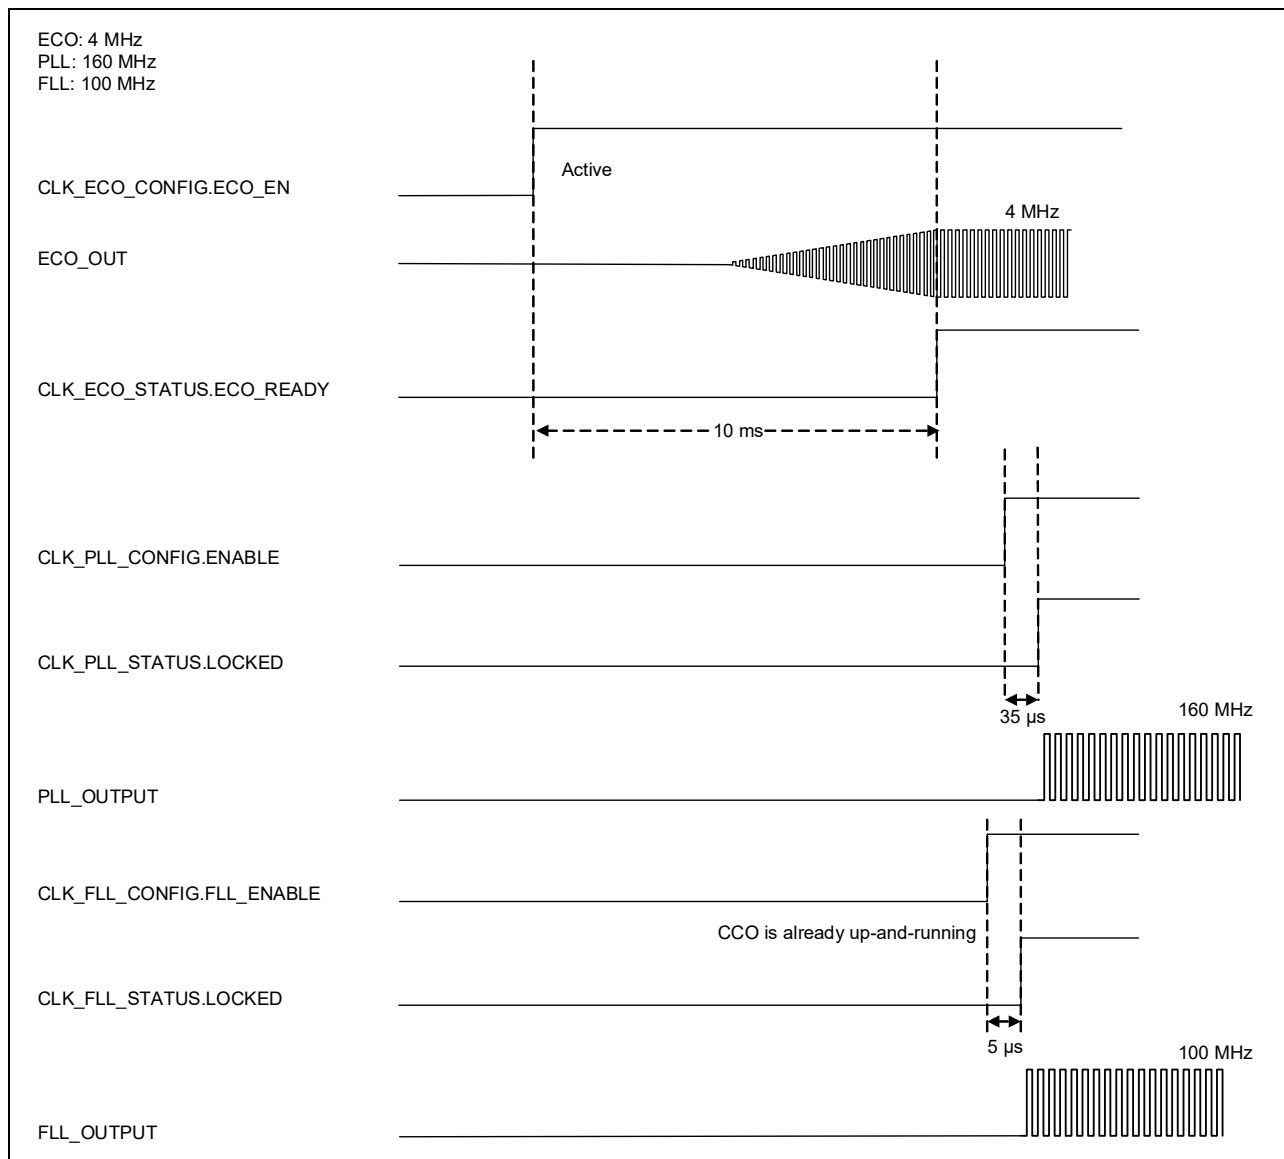 ECO: 4 MHz
PLL: 160 MHz
FLL: 100 MHz
Active
CLK_ECO_CONFIG.ECO_EN
4 MHz
ECO_OUT
CLK_ECO_STATUS.ECO_READY
10 ms
CLK_PLL_CONFIG.ENABLE
CLK_PLL_STATUS.LOCKED
35 µs
160 MHz
PLL_OUTPUT
CLK_FLL_CONFIG.FLL_ENABLE
CCO is already up-and-running
CLK_FLL_STATUS.LOCKED
5 µs
100 MHz
FLL_OUTPUT